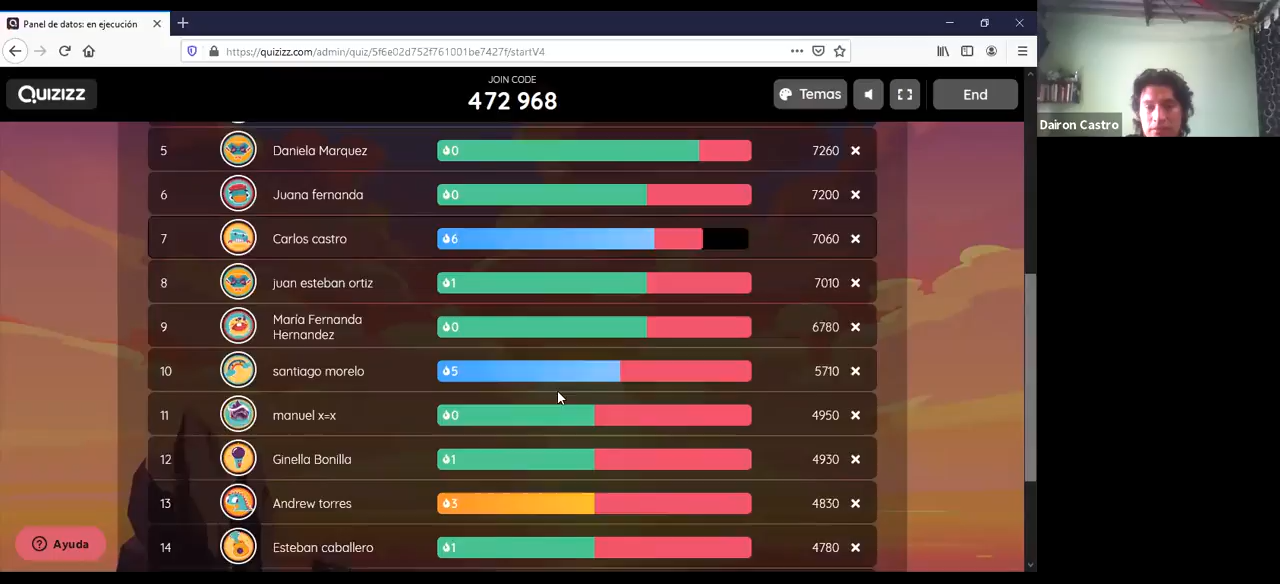 Panel de datos: en ejecución
https://quizizz.com/admin/quiz/5f6e02d752f761001be7427f/startV4
Dairon Castro
QUIZIZZ
JOIN CODE
472 968
Temas
End
5 Daniela Marquez 0 7260
6 Juana fernanda 0 7200
7 Carlos castro 6 7060
8 juan esteban ortiz 1 7010
9 María Fernanda Hernandez 0 6780
10 santiago morelo 5 5710
11 manuel x=x 0 4950
12 Ginella Bonilla 1 4930
13 Andrew torres 3 4830
14 Esteban caballero 1 4780
Ayuda